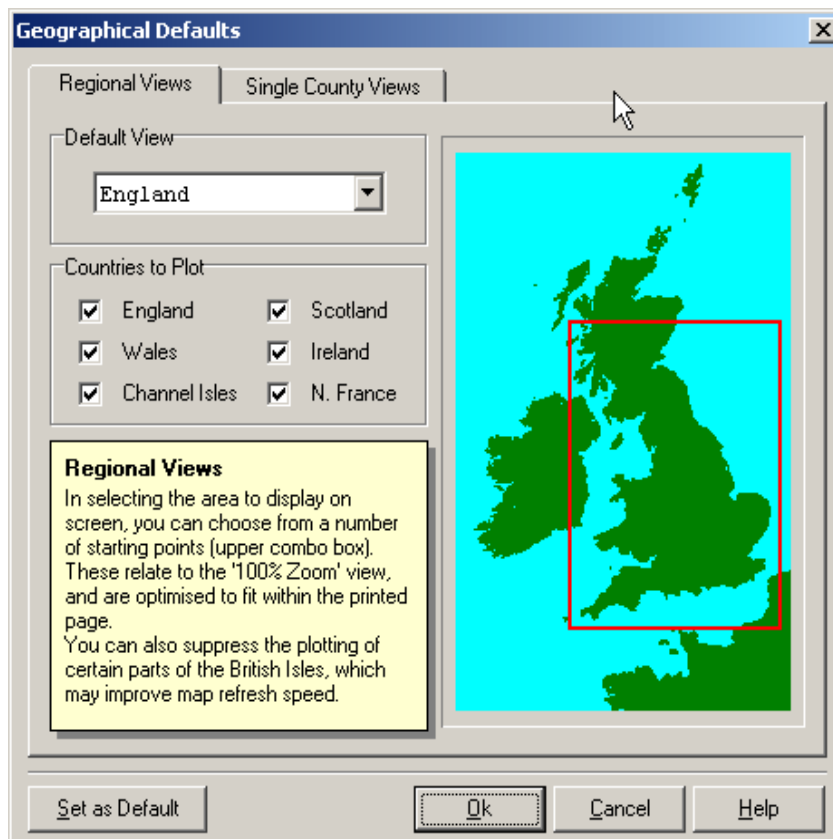 Geographical Defaults
Regional Views
Single County Views
Default View
England
Countries to Plot
England
Scotland
Wales
Ireland
Channel Isles
N. France
Regional Views
In selecting the area to display on
screen, you can choose from a number
of starting points (upper combo box).
These relate to the '100% Zoom' view,
and are optimised to fit within the printed
page.
You can also suppress the plotting of
certain parts of the British Isles, which
may improve map refresh speed.
Set as Default
Ok
Cancel
Help